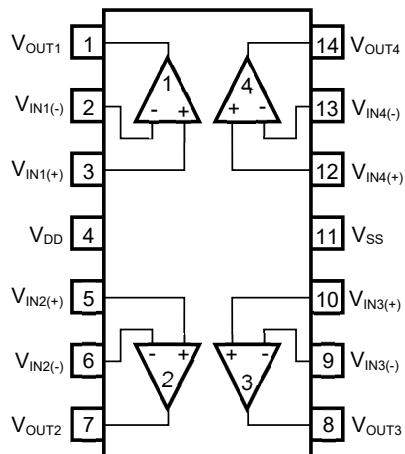 VOUT1 1 14 VOUT4
1 4
VIN1(-) 2 - + + - 13 VIN4(-)
VIN1(+) 3 12 VIN4(+)
VDD 4 11 VSS
VIN2(+) 5 10 VIN3(+)
VIN2(-) 6 - + + - 9 VIN3(-)
2 3
VOUT2 7 8 VOUT3